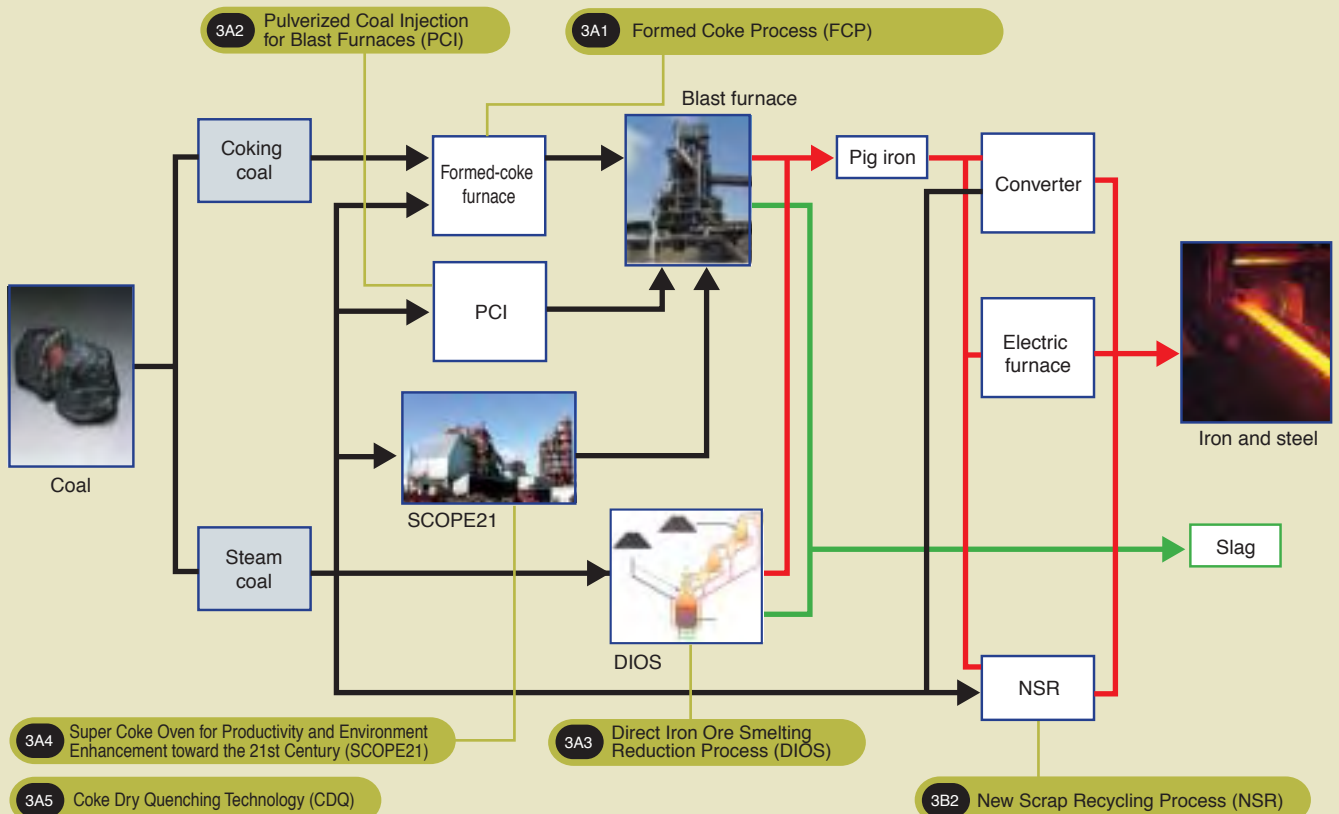 3A2
Pulverized Coal Injection
for Blast Furnaces (PCI)
3A1
Formed Coke Process (FCP)
Blast furnace
Coking
coal
Formed-coke
furnace
Pig iron
Converter
PCI
Electric
furnace
Iron and steel
Coal
SCOPE21
Steam
coal
Slag
DIOS
NSR
3A4
Super Coke Oven for Productivity and Environment
Enhancement toward the 21st Century (SCOPE21)
3A3
Direct Iron Ore Smelting
Reduction Process (DIOS)
3A5
Coke Dry Quenching Technology (CDQ)
3B2
New Scrap Recycling Process (NSR)